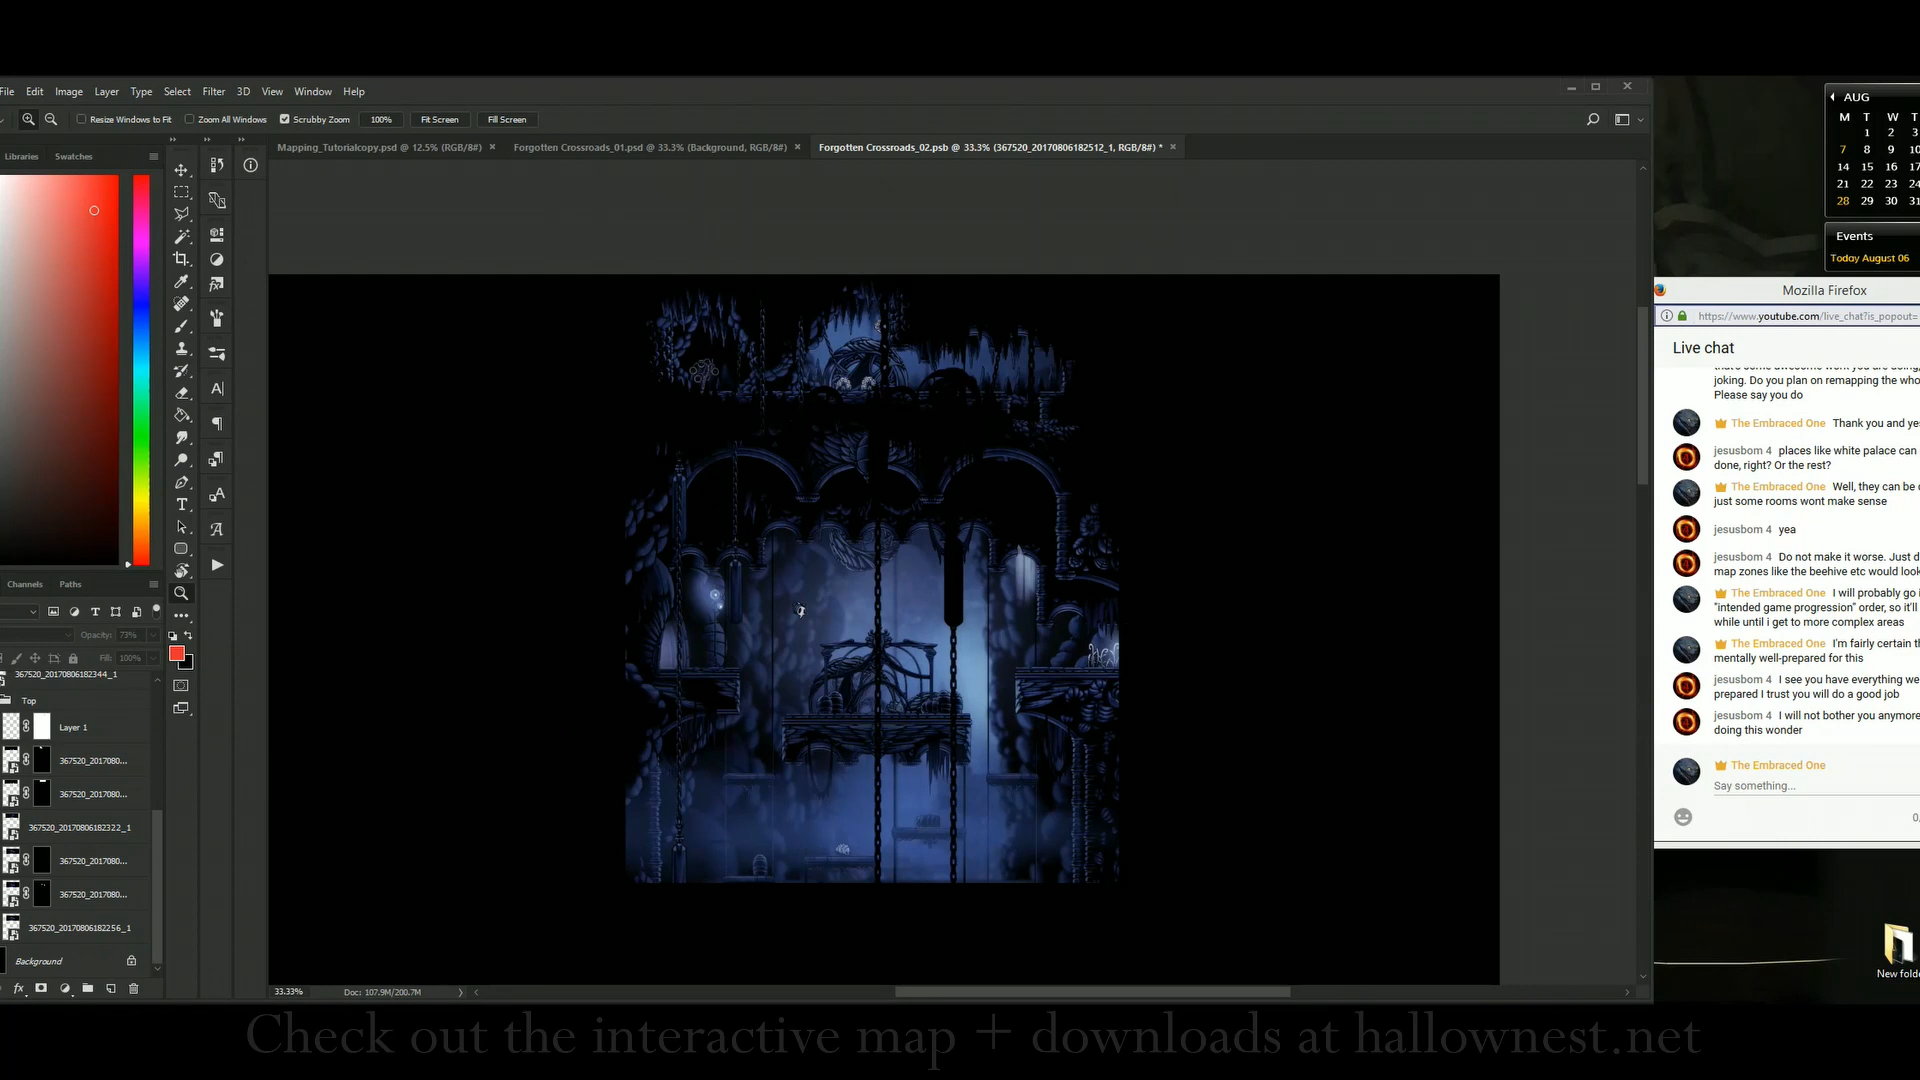 File Edit Image Layer Type Select Filter 3D View Window Help
Resize Windows to Fit Zoom All Windows Scrubby Zoom 100% Fit Screen Fill Screen
Mapping_Tutorialcopy.psd @ 12.5% (RGB/8#) × Forgotten Crossroads_01.psd @ 33.3% (Background, RGB/8#) × Forgotten Crossroads_02.psb @ 33.3% (367520_20170806182512_1, RGB/8#) * ×
Libraries Swatches
Channels Paths
Opacity: 73%
Fill: 100%
367520_20170806182344_1
Top
Layer 1
367520_2017080...
367520_2017080...
367520_20170806182322_1
367520_2017080...
367520_2017080...
367520_20170806182256_1
Background
33.33% Doc: 107.9M/200.7M
AUG
M T W T
1 2 3
7 8 9 10
14 15 16 17
21 22 23 24
28 29 30 31
Events
Today August 06
Mozilla Firefox
https://www.youtube.com/live_chat?is_popout=
Live chat
that's some awesome work you are doing,
joking. Do you plan on remapping the who
Please say you do
The Embraced One Thank you and yes
jesusbom 4 places like white palace can
done, right? Or the rest?
The Embraced One Well, they can be d
just some rooms wont make sense
jesusbom 4 yea
jesusbom 4 Do not make it worse. Just d
map zones like the beehive etc would look
The Embraced One I will probably go i
"intended game progression" order, so it'll
while until i get to more complex areas
The Embraced One I'm fairly certain th
mentally well-prepared for this
jesusbom 4 I see you have everything we
prepared I trust you will do a good job
jesusbom 4 I will not bother you anymore
doing this wonder
The Embraced One
Say something...
New folde
Check out the interactive map + downloads at hallownest.net